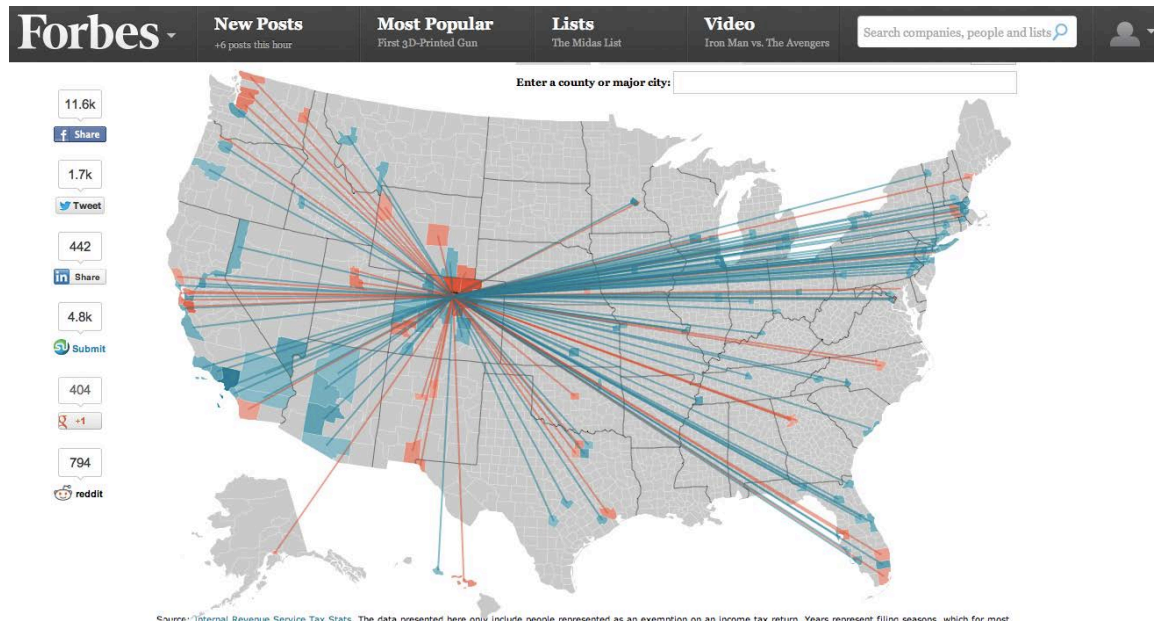 Forbes
New Posts
+6 posts this hour
Most Popular
First 3D-Printed Gun
Lists
The Midas List
Video
Iron Man vs. The Avengers
Search companies, people and lists
Enter a county or major city:
11.6k
f Share
1.7k
Tweet
442
in Share
4.8k
Submit
404
g +1
794
reddit
Source: Internal Revenue Service Tax Stats. The data presented here only include people represented as an exemption on an income tax return. Years represent filing seasons, which for most